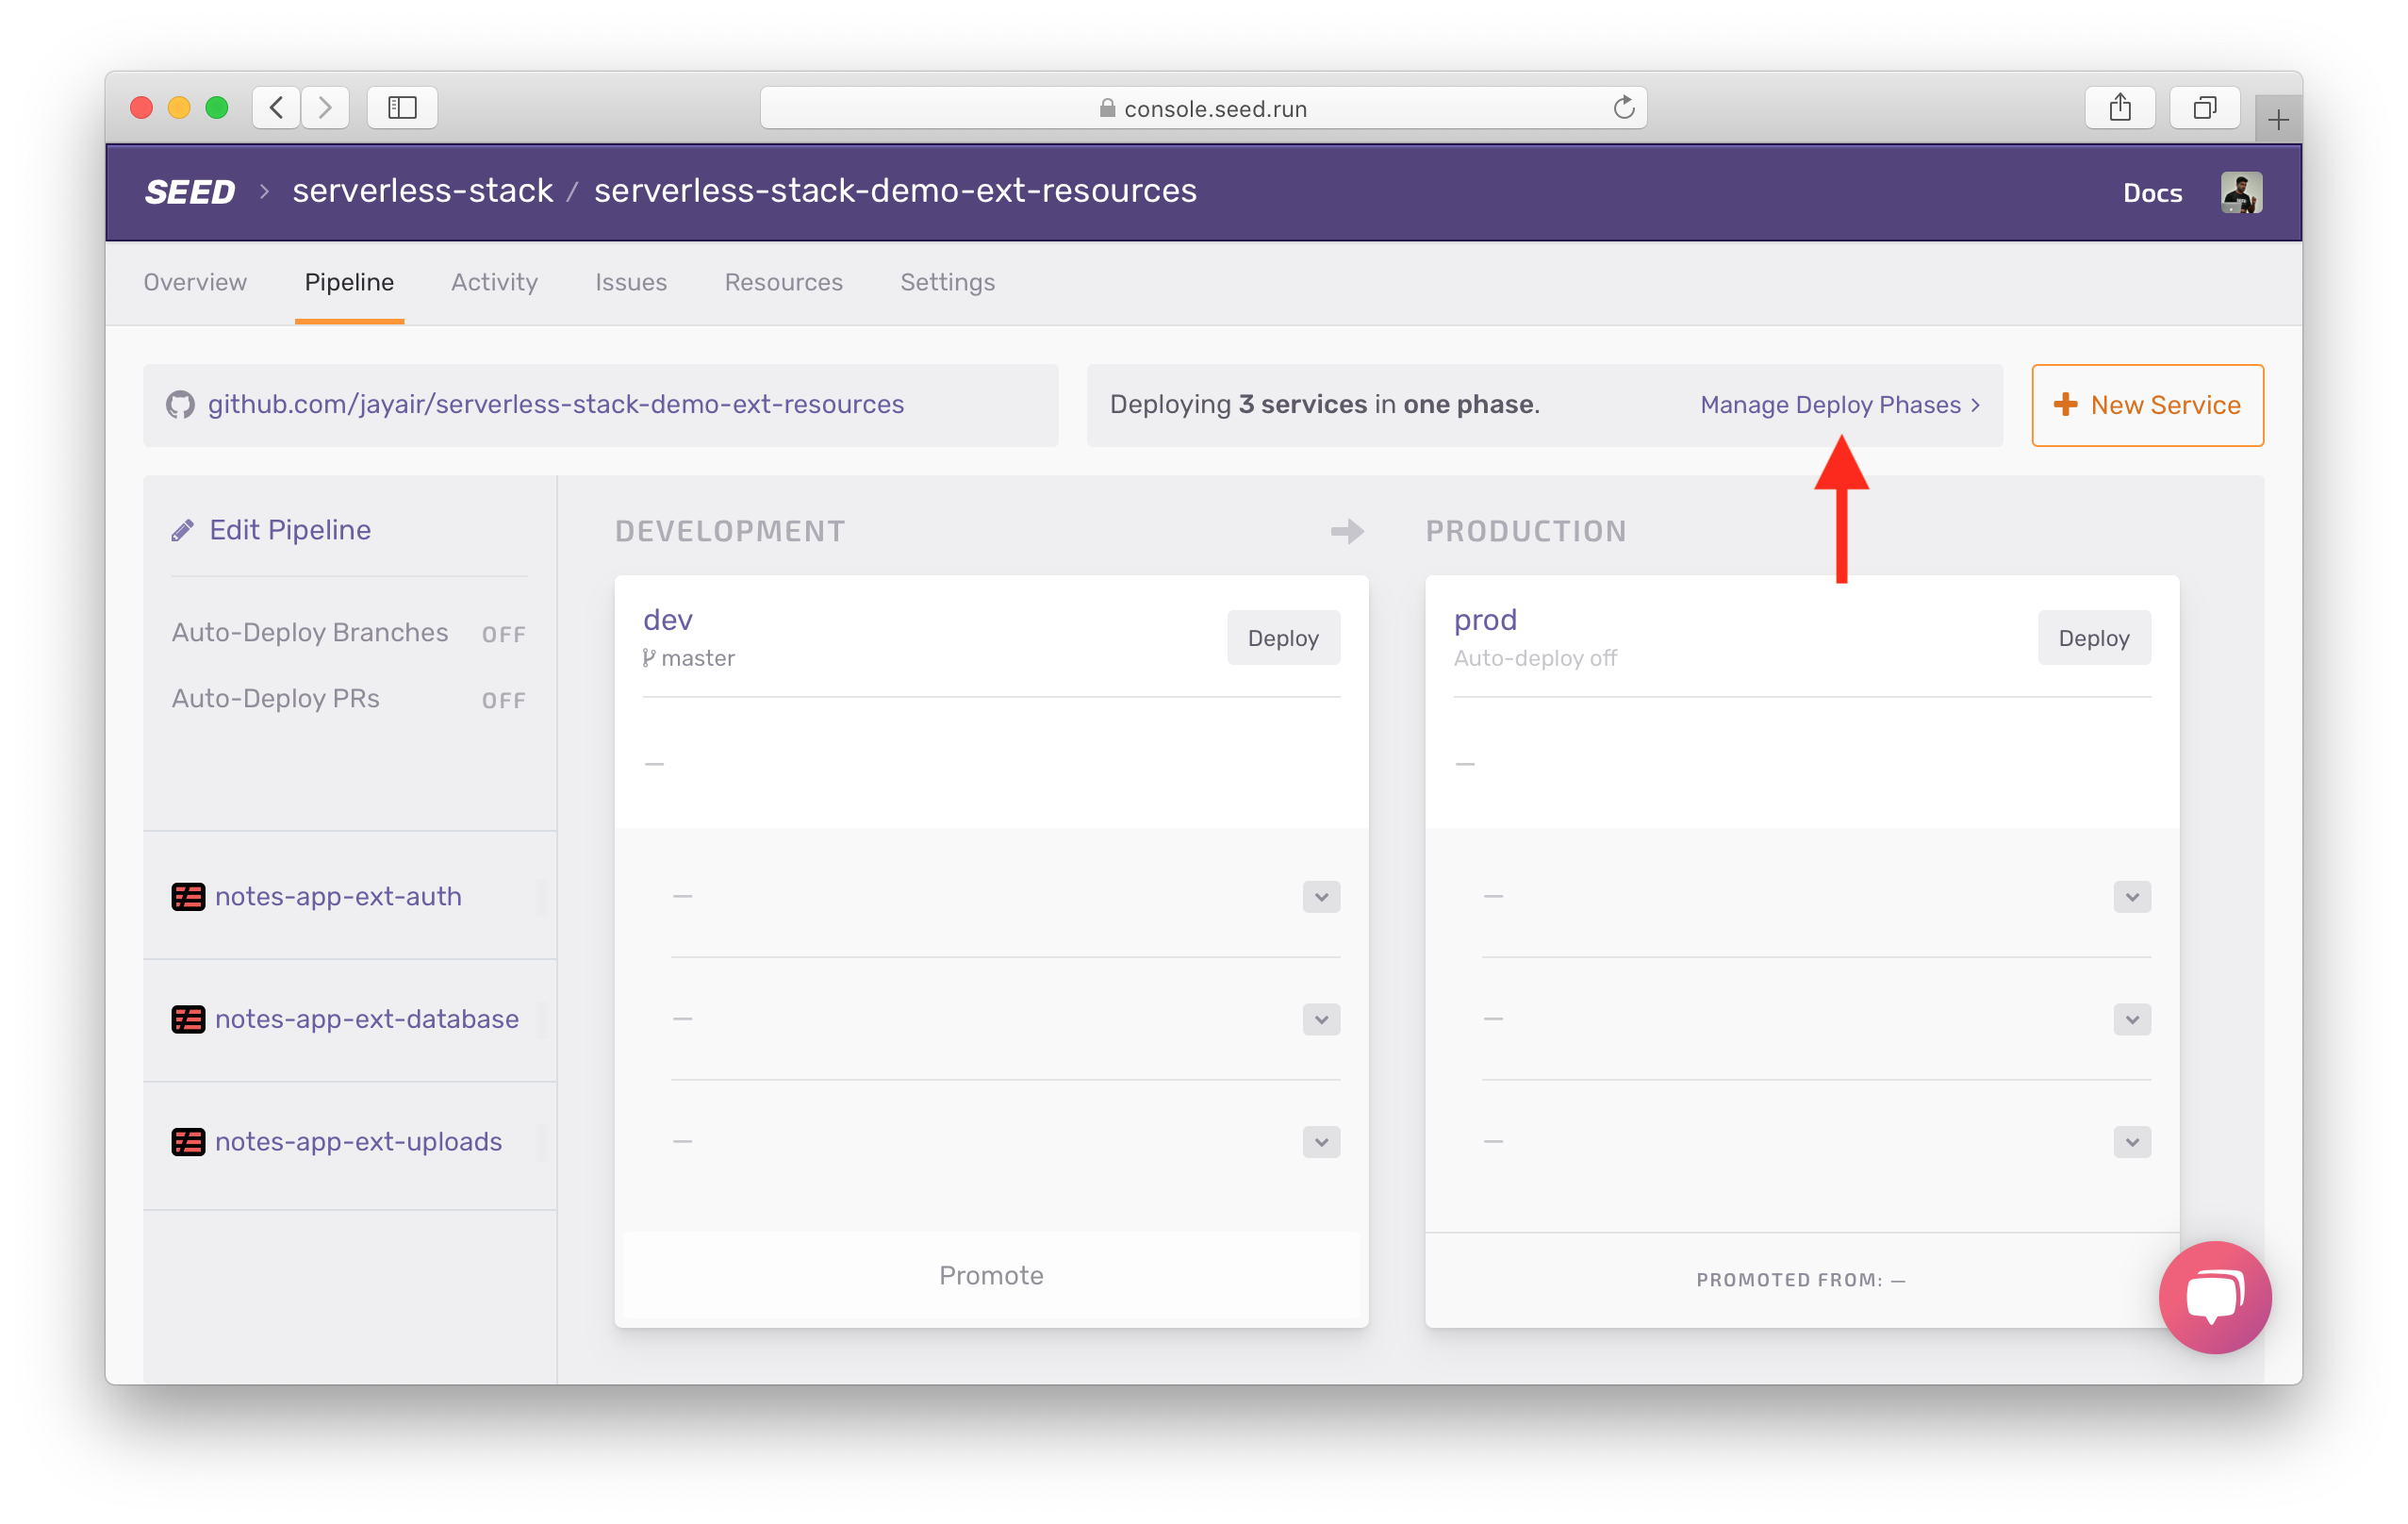 console.seed.run
SEED > serverless-stack / serverless-stack-demo-ext-resources
Docs
Overview Pipeline Activity Issues Resources Settings
github.com/jayair/serverless-stack-demo-ext-resources
Deploying 3 services in one phase.
Manage Deploy Phases >
+ New Service
Edit Pipeline
Auto-Deploy Branches OFF
Auto-Deploy PRs OFF
notes-app-ext-auth
notes-app-ext-database
notes-app-ext-uploads
DEVELOPMENT
dev
master
Deploy
—
—
—
—
Promote
PRODUCTION
prod
Auto-deploy off
Deploy
—
—
—
—
PROMOTED FROM: —